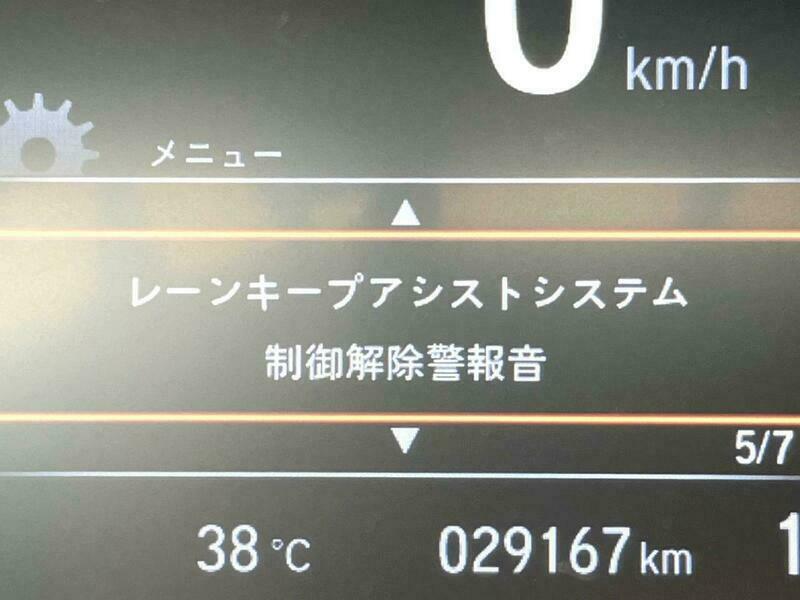 0 km/h
メニュー
▲
レーンキープアシストシステム
制御解除警報音
▼
5/7
38 °C 029167 km 1